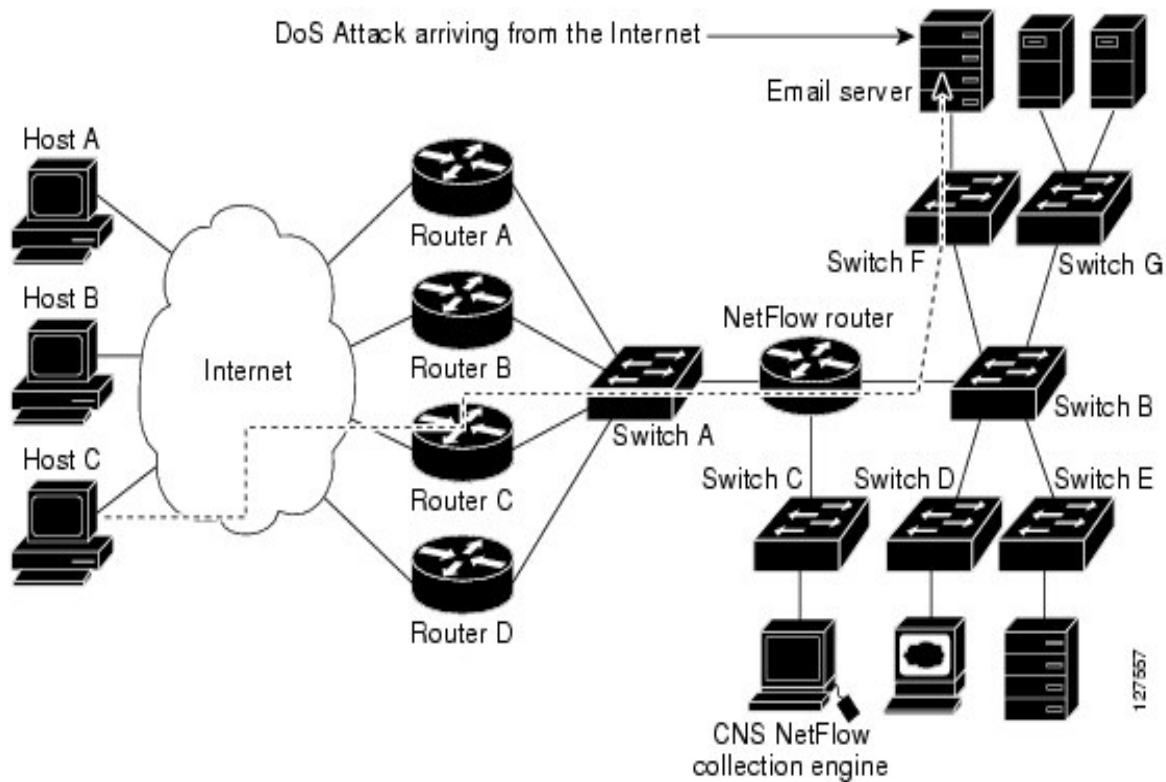 DoS Attack arriving from the Internet
Email server
Host A
Host B
Host C
Internet
Router A
Router B
Router C
Router D
Switch A
NetFlow router
Switch F
Switch G
Switch B
Switch C
Switch D
Switch E
CNS NetFlow
collection engine
127557